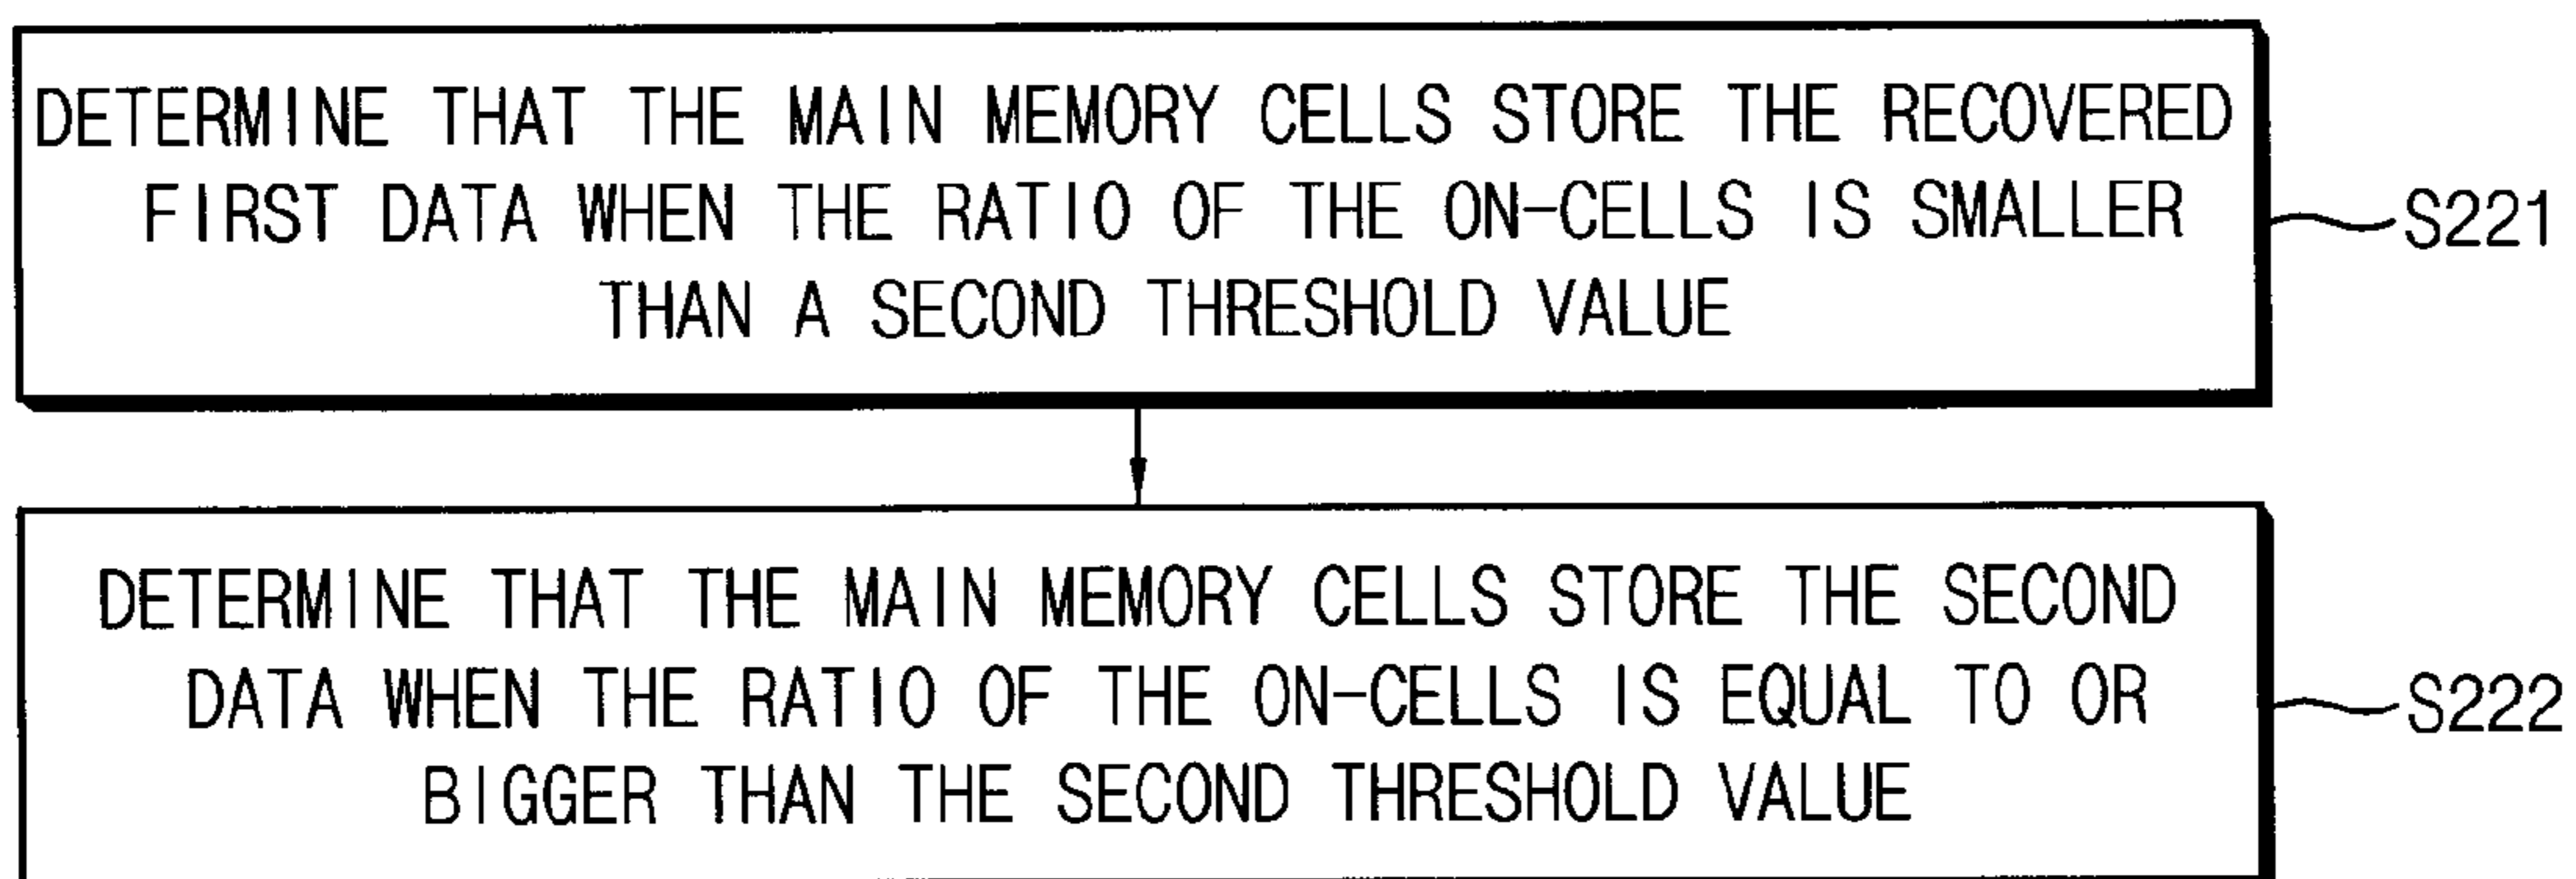 DETERMINE THAT THE MAIN MEMORY CELLS STORE THE RECOVERED
FIRST DATA WHEN THE RATIO OF THE ON-CELLS IS SMALLER
THAN A SECOND THRESHOLD VALUE
S221
DETERMINE THAT THE MAIN MEMORY CELLS STORE THE SECOND
DATA WHEN THE RATIO OF THE ON-CELLS IS EQUAL TO OR
BIGGER THAN THE SECOND THRESHOLD VALUE
S222